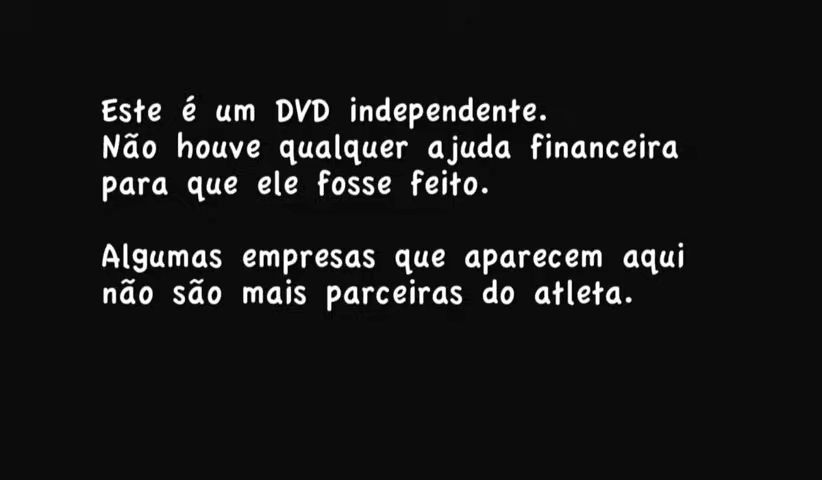 Este é um DVD independente.
Não houve qualquer ajuda financeira
para que ele fosse feito.
Algumas empresas que aparecem aqui
não são mais parceiras do atleta.